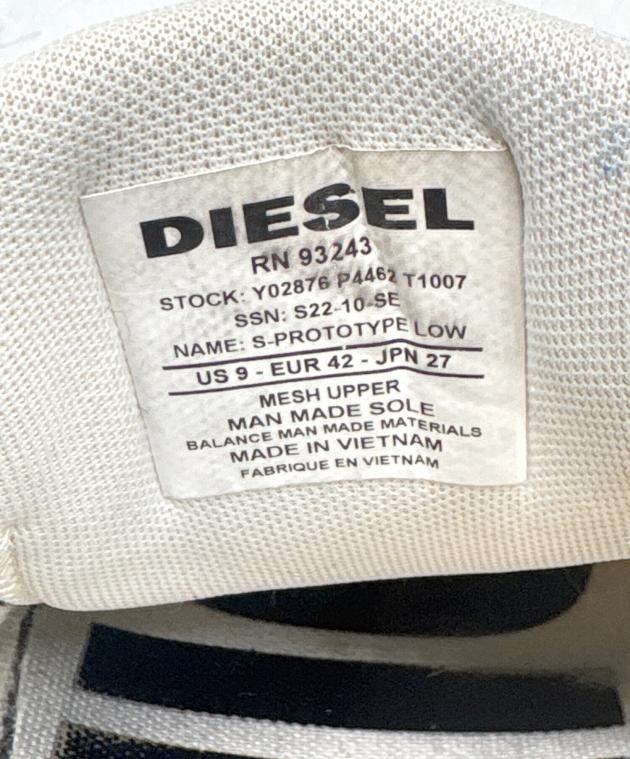 DIESEL
RN 93243
STOCK: Y02876 P4462 T1007
SSN: S22-10-SE
NAME: S-PROTOTYPE LOW
US 9 - EUR 42 - JPN 27
MESH UPPER
MAN MADE SOLE
BALANCE MAN MADE MATERIALS
MADE IN VIETNAM
FABRIQUE EN VIETNAM